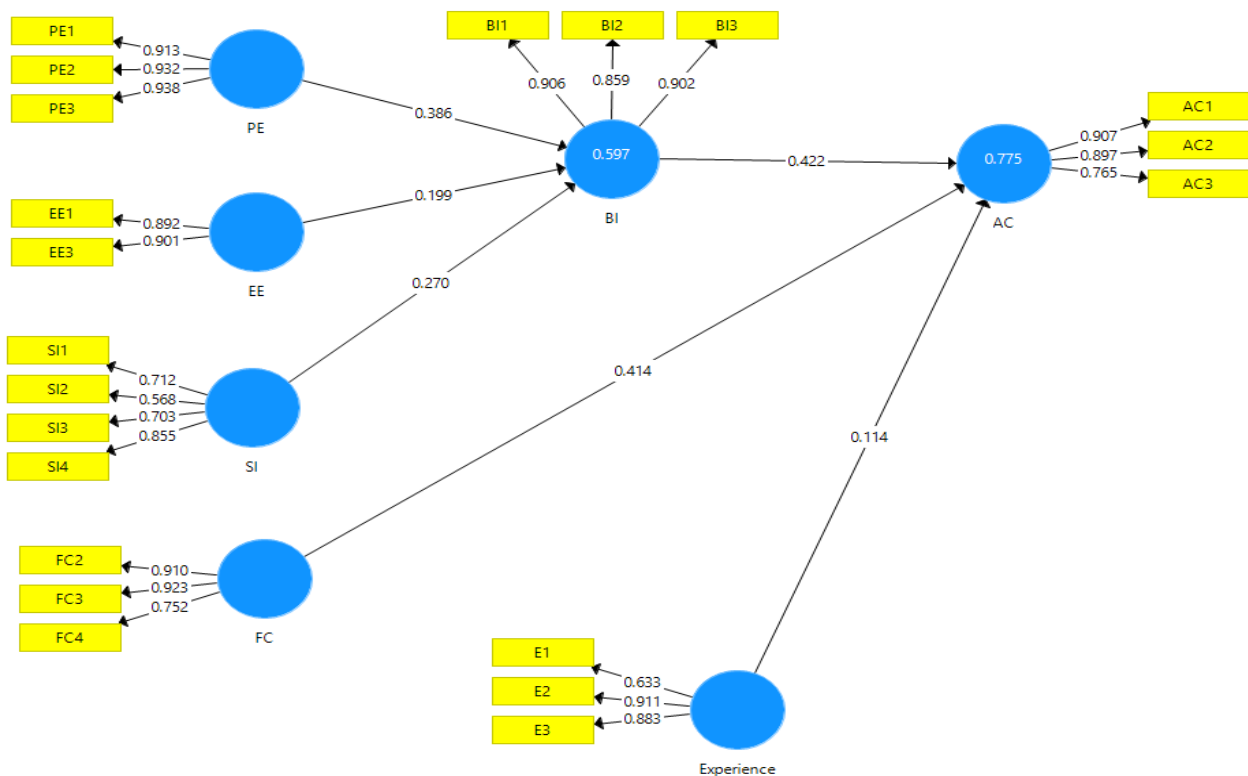 PE1
PE2
PE3
0.913
0.932
0.938
PE
0.386
BI1
BI2
BI3
0.906
0.859
0.902
0.597
BI
0.422
AC1
AC2
AC3
0.907
0.897
0.765
0.775
AC
EE1
EE3
0.892
0.901
EE
0.199
SI1
SI2
SI3
SI4
0.712
0.568
0.703
0.855
SI
0.270
0.414
0.114
FC2
FC3
FC4
0.910
0.923
0.752
FC
E1
E2
E3
0.633
0.911
0.883
Experience